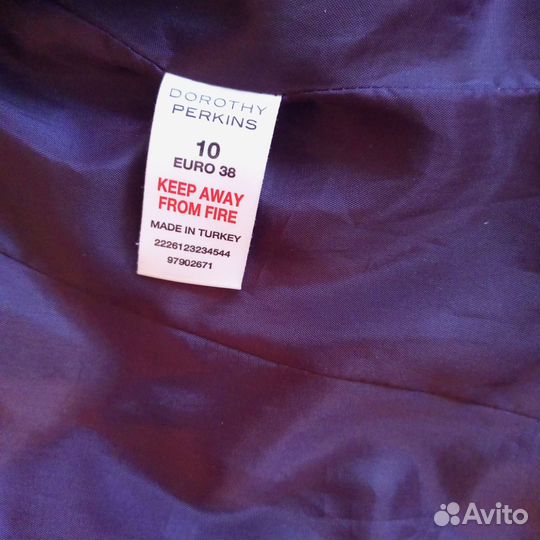 DOROTHY
PERKINS
10
EURO 38
KEEP AWAY
FROM FIRE
MADE IN TURKEY
2226123234544
97902671
Avito